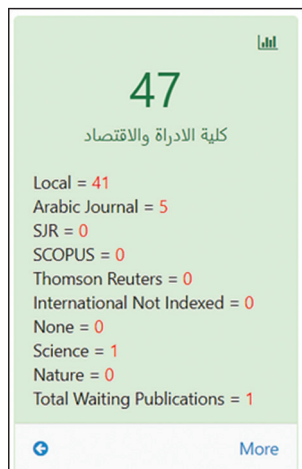 47
كلية الادراة والاقتصاد
Local = 41
Arabic Journal = 5
SJR = 0
SCOPUS = 0
Thomson Reuters = 0
International Not Indexed = 0
None = 0
Science = 1
Nature = 0
Total Waiting Publications = 1
More